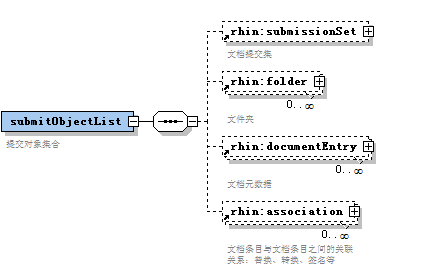 rhin:submissionSet
文档提交集
rhin:folder
0..∞
文件夹
submitObjectList
提交对象集合
rhin:documentEntry
0..∞
文档元数据
rhin:association
0..∞
文档条目与文档条目之间的关联
关系：替换、转换、签名等